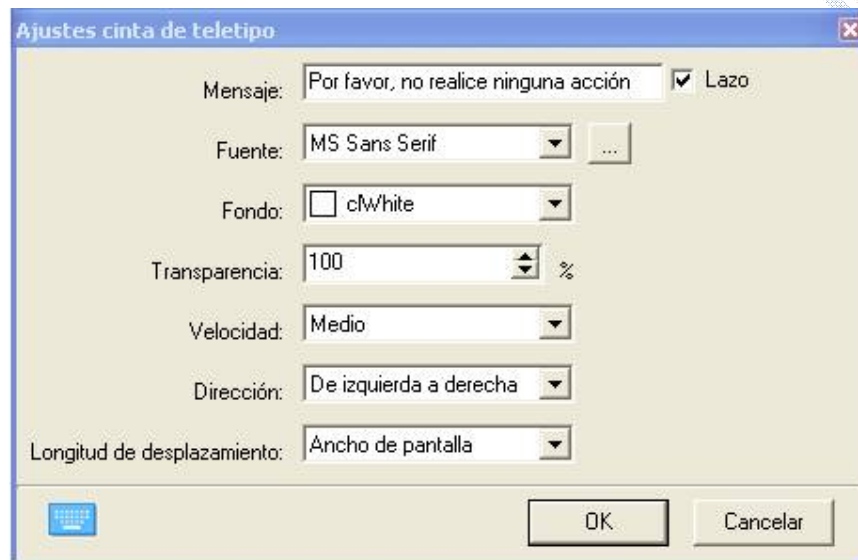 Ajustes cinta de teletipo
Mensaje: Por favor, no realice ninguna acción Lazo
Fuente: MS Sans Serif ...
Fondo: clWhite
Transparencia: 100 %
Velocidad: Medio
Dirección: De izquierda a derecha
Longitud de desplazamiento: Ancho de pantalla
OK Cancelar